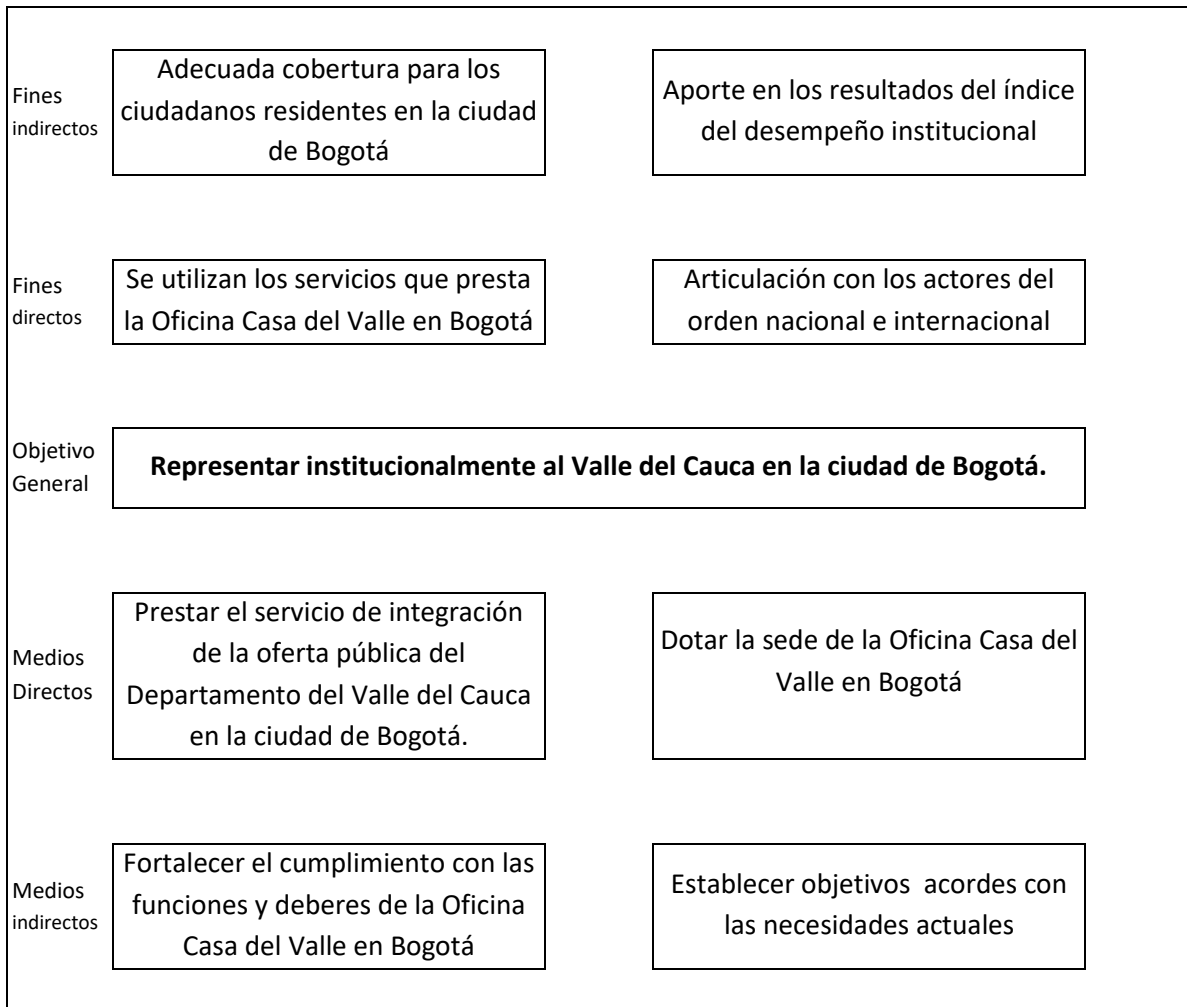 Fines
indirectos
Adecuada cobertura para los
ciudadanos residentes en la ciudad
de Bogotá
Aporte en los resultados del índice
del desempeño institucional
Fines
directos
Se utilizan los servicios que presta
la Oficina Casa del Valle en Bogotá
Articulación con los actores del
orden nacional e internacional
Objetivo
General
Representar institucionalmente al Valle del Cauca en la ciudad de Bogotá.
Medios
Directos
Prestar el servicio de integración
de la oferta pública del
Departamento del Valle del Cauca
en la ciudad de Bogotá.
Dotar la sede de la Oficina Casa del
Valle en Bogotá
Medios
indirectos
Fortalecer el cumplimiento con las
funciones y deberes de la Oficina
Casa del Valle en Bogotá
Establecer objetivos  acordes con
las necesidades actuales